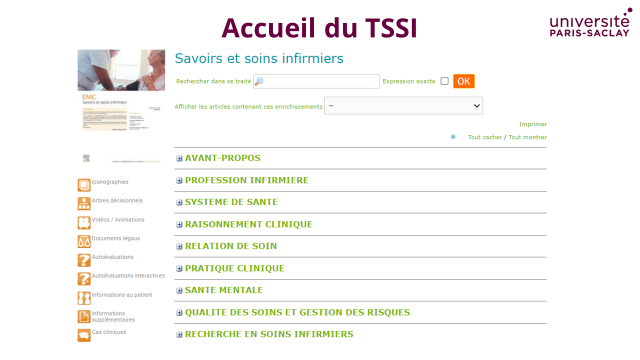 Accueil du TSSI
université
PARIS-SACLAY
EMC
Savoirs et soins infirmiers
Savoirs et soins infirmiers
Rechercher dans ce traité
Expression exacte
OK
Afficher les articles contenant ces enrichissements
--
Imprimer
Tout cacher / Tout montrer
AVANT-PROPOS
PROFESSION INFIRMIERE
SYSTEME DE SANTE
RAISONNEMENT CLINIQUE
RELATION DE SOIN
PRATIQUE CLINIQUE
SANTE MENTALE
QUALITE DES SOINS ET GESTION DES RISQUES
RECHERCHE EN SOINS INFIRMIERS
Iconographies
Arbres décisionnels
Vidéos / Animations
Documents légaux
Autoévaluations
Autoévaluations interactives
Informations au patient
Informations
supplémentaires
Cas cliniques